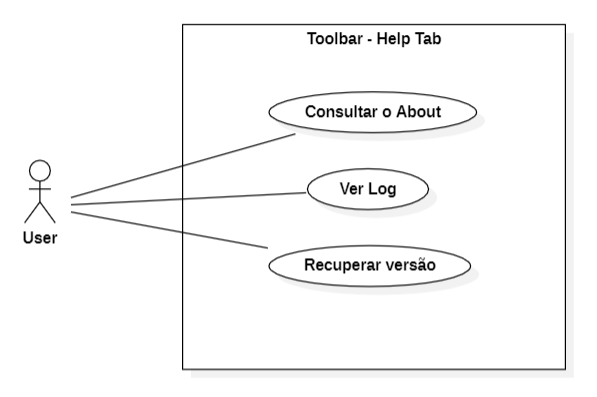 Toolbar - Help Tab
Consultar o About
Ver Log
User
Recuperar versão